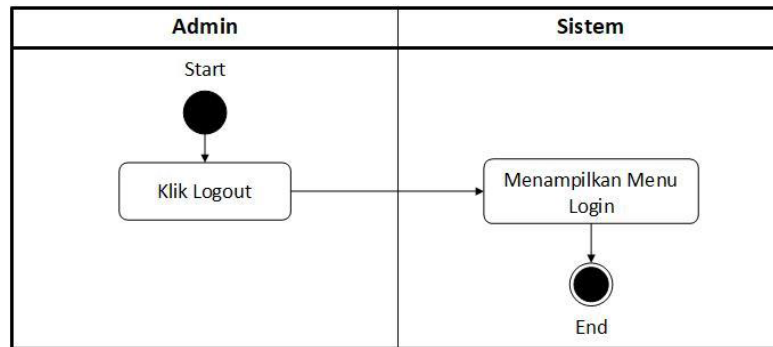 Admin
Sistem
Start
Klik Logout
Menampilkan Menu
Login
End